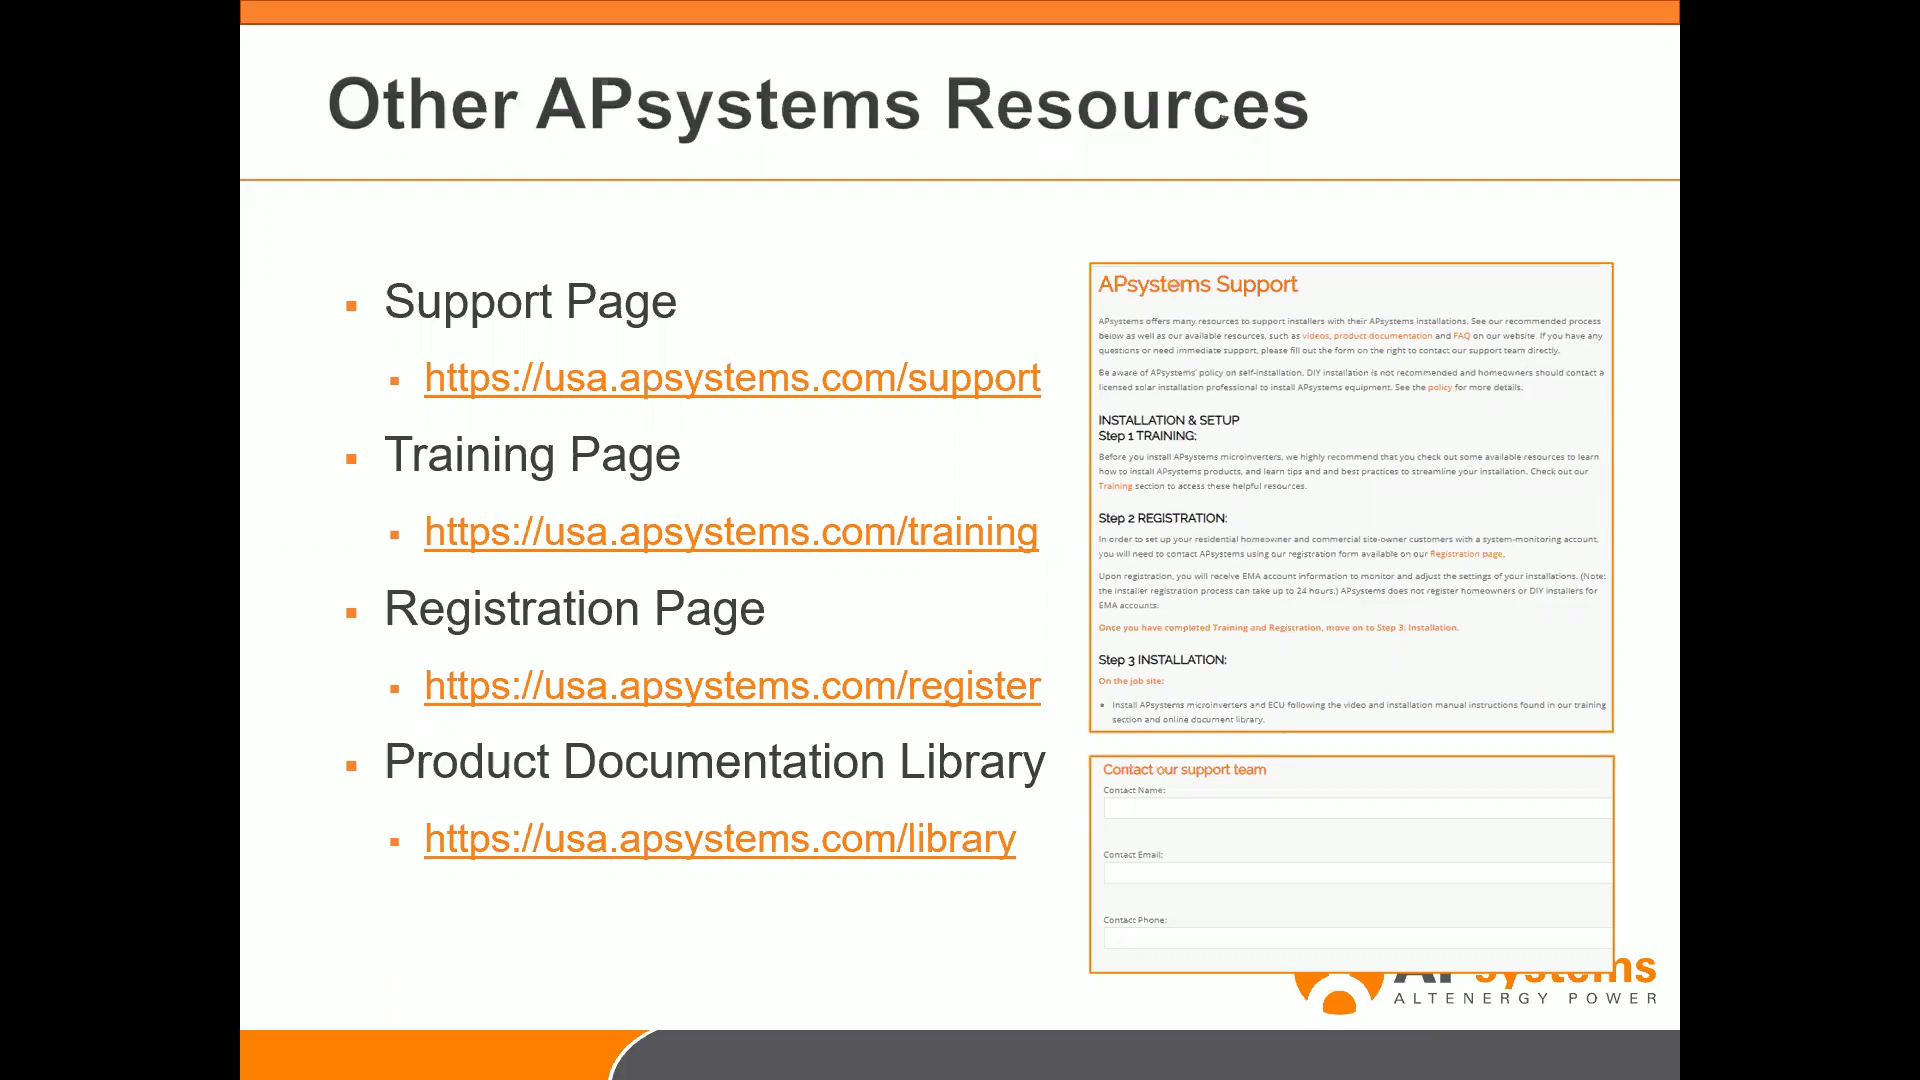 Other APsystems Resources
Support Page
https://usa.apsystems.com/support
Training Page
https://usa.apsystems.com/training
Registration Page
https://usa.apsystems.com/register
Product Documentation Library
https://usa.apsystems.com/library
APsystems Support
APsystems offers many resources to support installers with their APsystems installations. See our recommended process
below as well as our available resources, such as videos, product documentation and FAQ on our website. If you have any
questions or need immediate support, please fill out the form on the right to contact our support team directly.
Be aware of APsystems' policy on self-installation. DIY installation is not recommended and homeowners should contact a
licensed solar installation professional to install APsystems equipment. See the policy for more details.
INSTALLATION & SETUP
Step 1 TRAINING:
Before you install APsystems microinverters, we highly recommend that you check out some available resources to learn
how to install APsystems products, and learn tips and and best practices to streamline your installation. Check out our
Training section to access these helpful resources.
Step 2 REGISTRATION:
In order to set up your residential homeowner and commercial site-owner customers with a system-monitoring account,
you will need to contact APsystems using our registration form available on our Registration page.
Upon registration, you will receive EMA account information to monitor and adjust the settings of your installations. (Note:
the installer registration process can take up to 24 hours.) APsystems does not register homeowners or DIY installers for
EMA accounts.
Once you have completed Training and Registration, move on to Step 3: Installation.
Step 3 INSTALLATION:
On the job site:
Install APsystems microinverters and ECU following the video and installation manual instructions found in our training
section and online document library.
Contact our support team
Contact Name:
Contact Email:
Contact Phone:
APsystems
ALTENERGY POWER